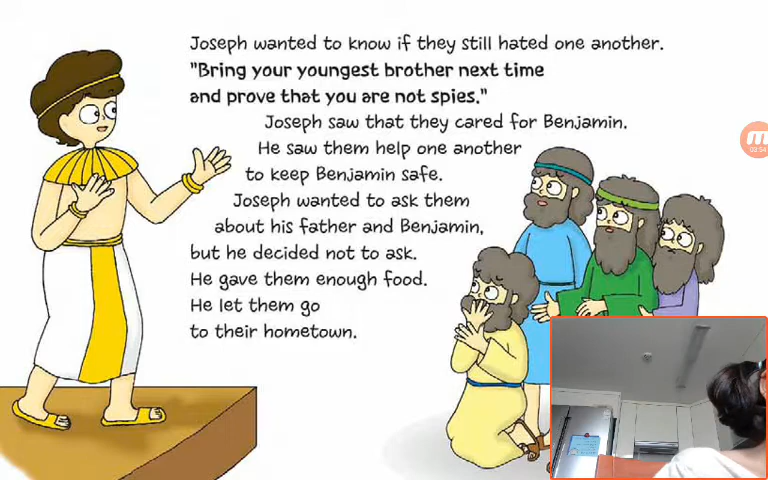 Joseph wanted to know if they still hated one another.
"Bring your youngest brother next time
and prove that you are not spies."
Joseph saw that they cared for Benjamin.
He saw them help one another
to keep Benjamin safe.
Joseph wanted to ask them
about his father and Benjamin,
but he decided not to ask.
He gave them enough food.
He let them go
to their hometown.
m
00:54